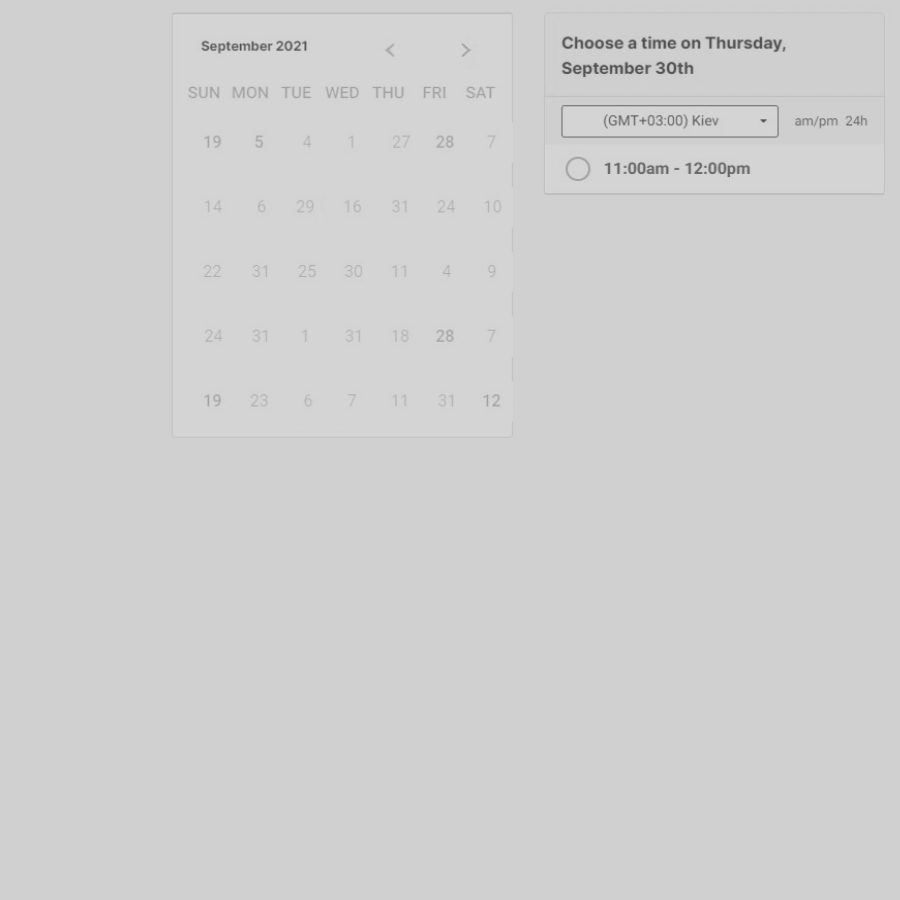 September 2021
SUN MON TUE WED THU FRI SAT
19 5 4 1 27 28 7
14 6 29 16 31 24 10
22 31 25 30 11 4 9
24 31 1 31 18 28 7
19 23 6 7 11 31 12
Choose a time on Thursday,
September 30th
(GMT+03:00) Kiev
am/pm 24h
11:00am - 12:00pm